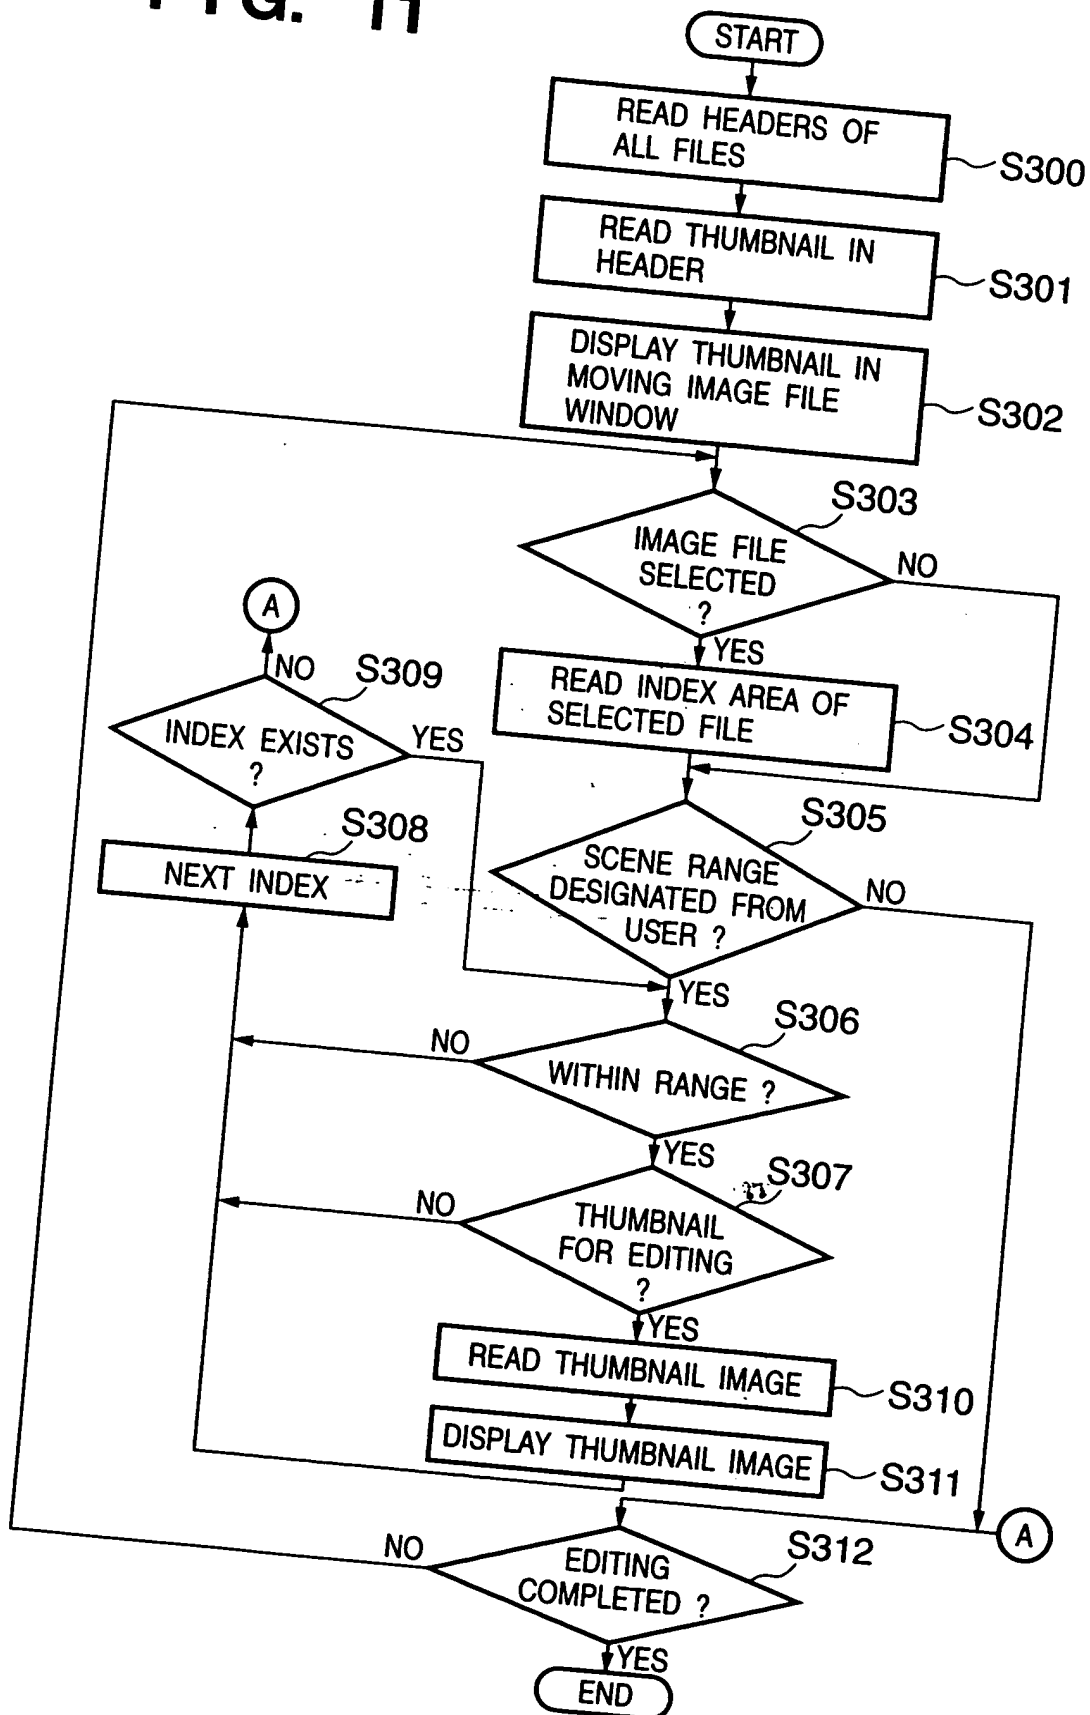 FIG. 11
START
READ HEADERS OF
ALL FILES
S300
READ THUMBNAIL IN
HEADER
S301
DISPLAY THUMBNAIL IN
MOVING IMAGE FILE
WINDOW
S302
S303
IMAGE FILE
SELECTED
?
NO
YES
READ INDEX AREA OF
SELECTED FILE
S304
A
NO
S309
INDEX EXISTS
?
YES
S308
NEXT INDEX
S305
SCENE RANGE
DESIGNATED FROM
USER ?
NO
YES
S306
WITHIN RANGE ?
NO
YES
S307
THUMBNAIL
FOR EDITING
?
NO
YES
READ THUMBNAIL IMAGE
S310
DISPLAY THUMBNAIL IMAGE
S311
A
S312
EDITING
COMPLETED ?
NO
YES
END